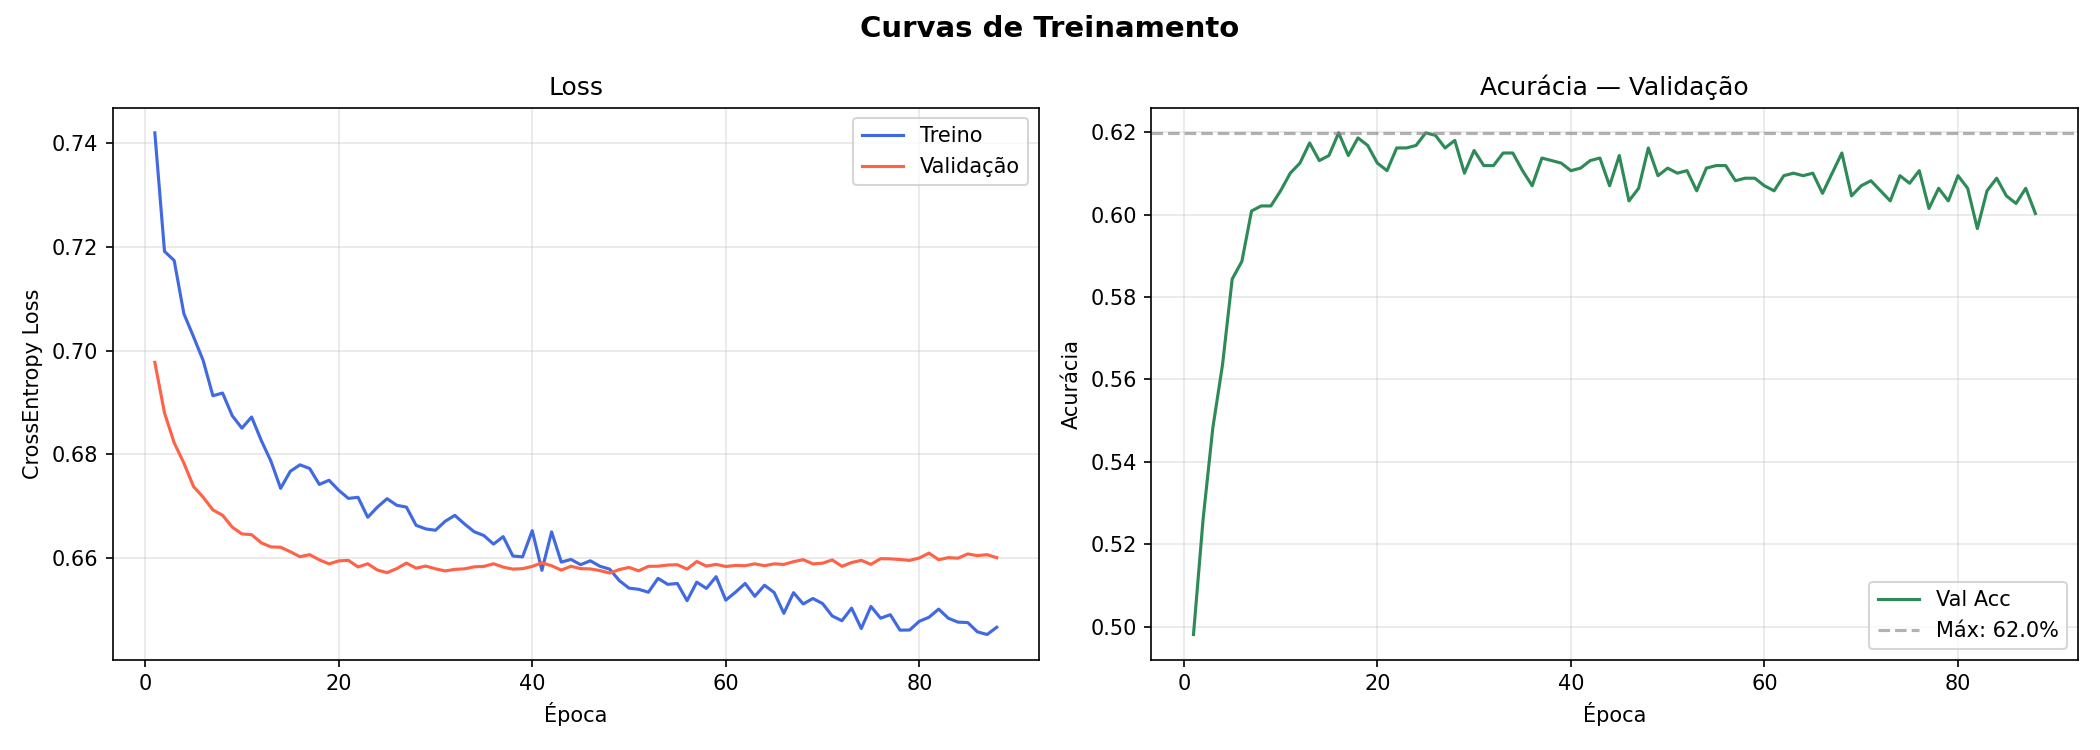 Curvas de Treinamento
Loss
CrossEntropy Loss
0.74
0.72
0.70
0.68
0.66
Treino
Validação
0 20 40 60 80
Época
Acurácia — Validação
Acurácia
0.62
0.60
0.58
0.56
0.54
0.52
0.50
Val Acc
Máx: 62.0%
0 20 40 60 80
Época